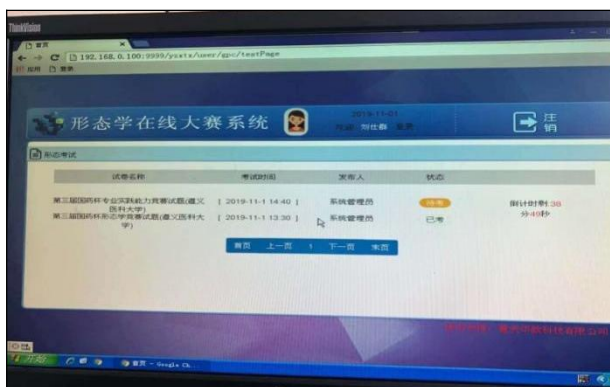 ThinkVision
首页
192.168.0.100:9999/ysxts/user/gpc/testPage
应用 登录
形态学在线大赛系统
2019-11-01
注销
形态考试
试卷名称 考试时间 发布人 状态
第三届国药杯专业实践能力竞赛试题(遵义医科大学) [ 2019-11-1 14:40 ] 系统管理员 待考 倒计时剩:38分:49秒
第三届国药杯形态学竞赛试题(遵义医科大学) [ 2019-11-1 13:30 ] 系统管理员 已考
首页 上一页 1 下一页 末页
开始
首页 - Google Ch...